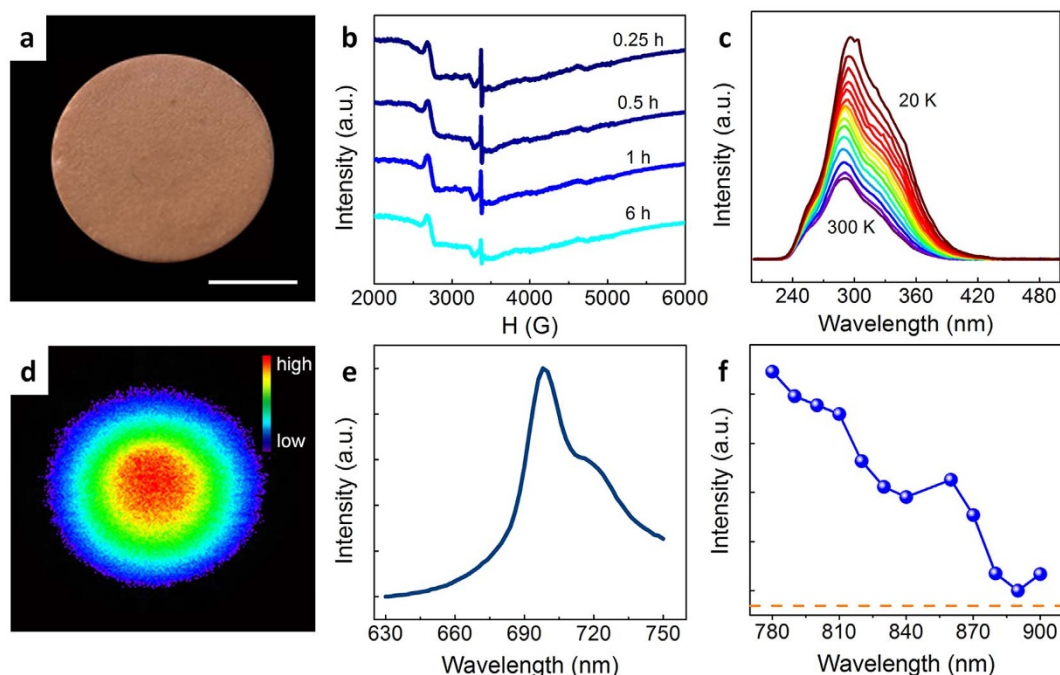 a
b
0.25 h
0.5 h
1 h
6 h
Intensity (a.u.)
2000 3000 4000 5000 6000
H (G)
c
20 K
300 K
Intensity (a.u.)
240 300 360 420 480
Wavelength (nm)
d
high
low
e
Intensity (a.u.)
630 660 690 720 750
Wavelength (nm)
f
Intensity (a.u.)
780 810 840 870 900
Wavelength (nm)